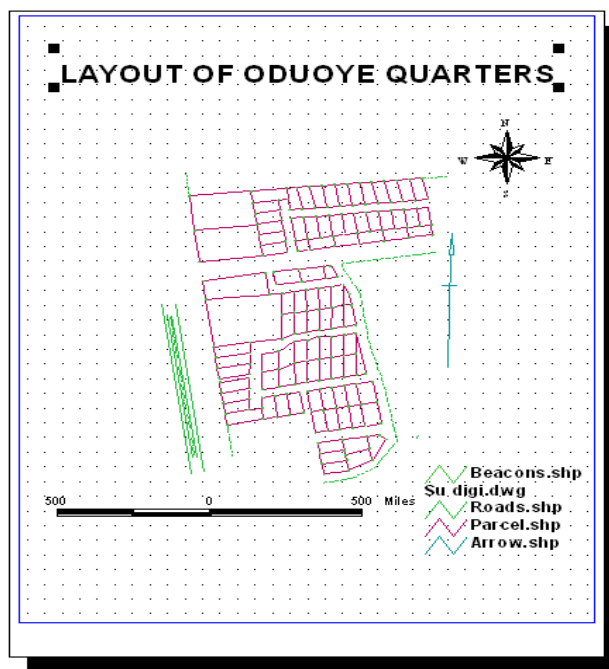 LAYOUT OF ODUOYE QUARTERS
N
W E
S
Beacons.shp
Su digi.dwg
500 0 500 Miles
Roads.shp
Parcel.shp
Arrow.shp